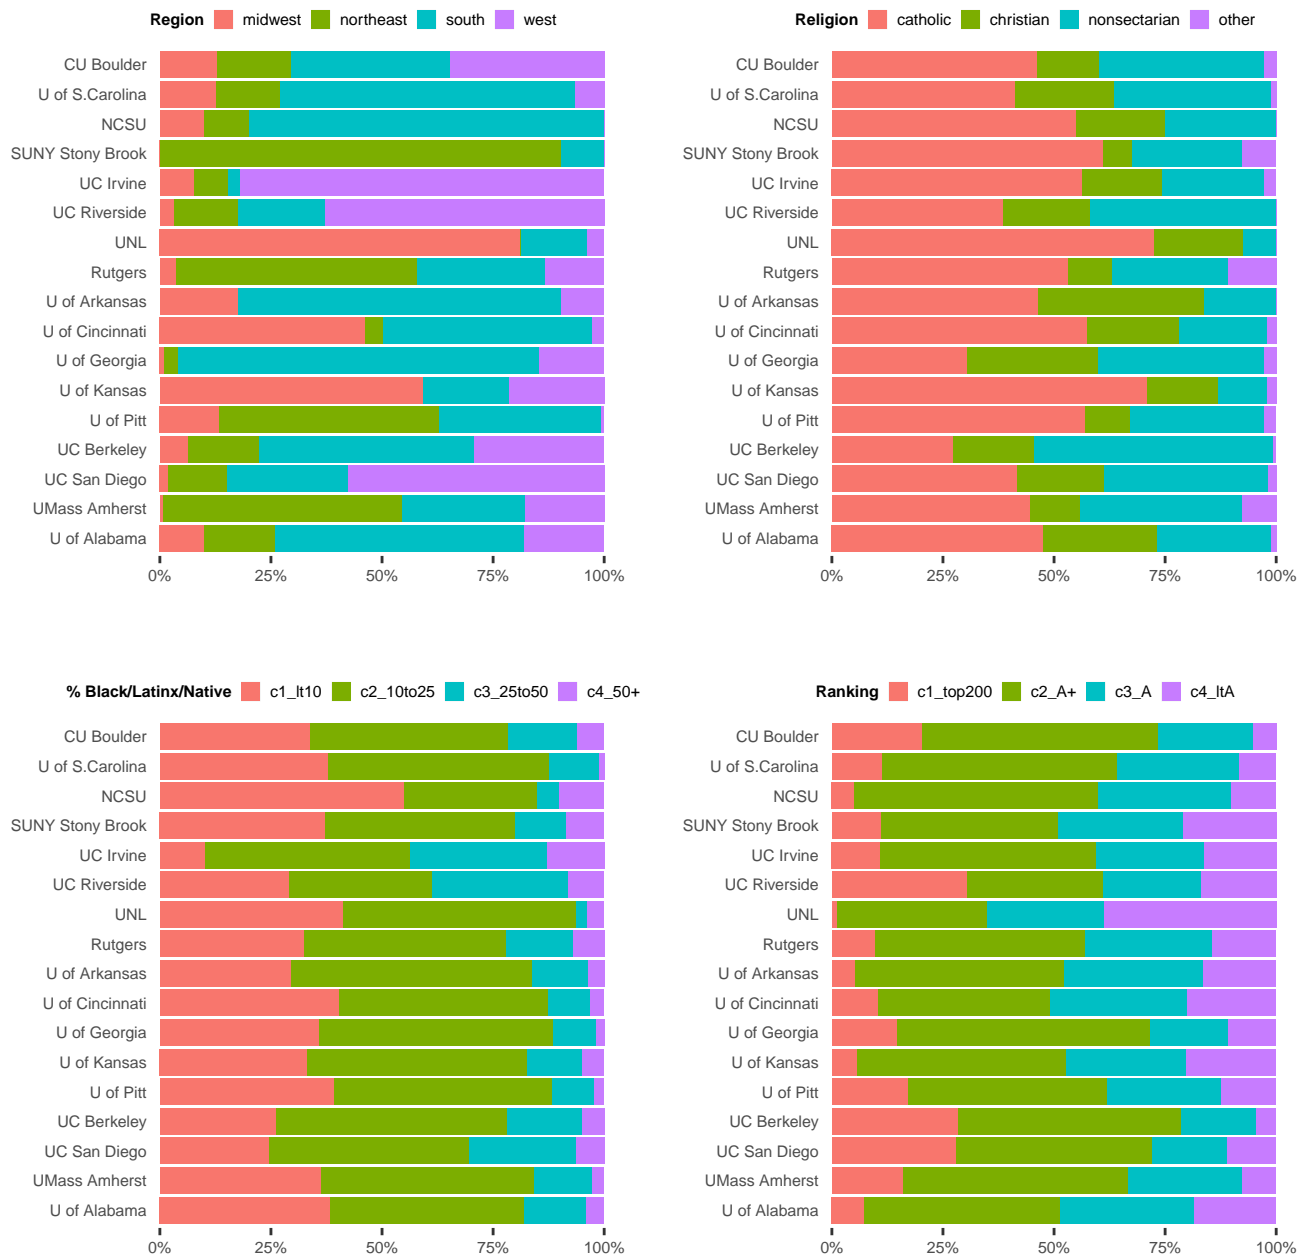 Region midwest northeast south west
CU Boulder
U of S.Carolina
NCSU
SUNY Stony Brook
UC Irvine
UC Riverside
UNL
Rutgers
U of Arkansas
U of Cincinnati
U of Georgia
U of Kansas
U of Pitt
UC Berkeley
UC San Diego
UMass Amherst
U of Alabama
0% 25% 50% 75% 100%
Religion catholic christian nonsectarian other
CU Boulder
U of S.Carolina
NCSU
SUNY Stony Brook
UC Irvine
UC Riverside
UNL
Rutgers
U of Arkansas
U of Cincinnati
U of Georgia
U of Kansas
U of Pitt
UC Berkeley
UC San Diego
UMass Amherst
U of Alabama
0% 25% 50% 75% 100%
% Black/Latinx/Native c1_lt10 c2_10to25 c3_25to50 c4_50+
CU Boulder
U of S.Carolina
NCSU
SUNY Stony Brook
UC Irvine
UC Riverside
UNL
Rutgers
U of Arkansas
U of Cincinnati
U of Georgia
U of Kansas
U of Pitt
UC Berkeley
UC San Diego
UMass Amherst
U of Alabama
0% 25% 50% 75% 100%
Ranking c1_top200 c2_A+ c3_A c4_ltA
CU Boulder
U of S.Carolina
NCSU
SUNY Stony Brook
UC Irvine
UC Riverside
UNL
Rutgers
U of Arkansas
U of Cincinnati
U of Georgia
U of Kansas
U of Pitt
UC Berkeley
UC San Diego
UMass Amherst
U of Alabama
0% 25% 50% 75% 100%